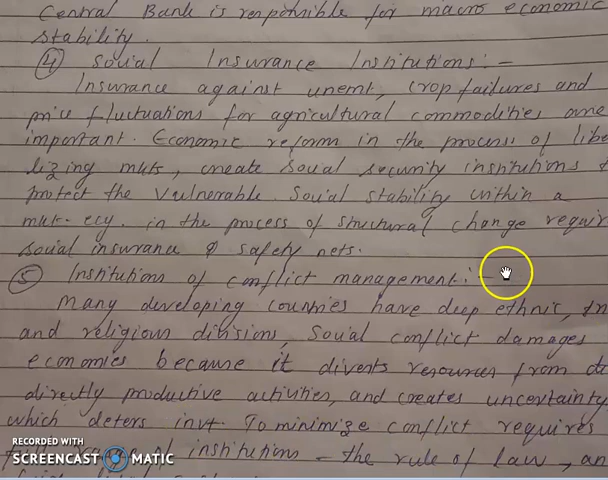 Central Bank is responsible for macro economic
stability.
④ Social Insurance Institutions:-
Insurance against unemt, crop failures and
price fluctuations for agricultural commodities are
important. Economic reform in the process of libe
lizing mkts, create social security institutions
protect the vulnerable. Social stability within a
mkt. ecy. in the process of structural change requir
social insurance & safety nets.
⑤ Institutions of conflict management:-
Many developing countries have deep ethnic,
and religious divisions, Social conflict damages
economies because it diverts resources from
directly productive activities, and creates uncertainty
which deters invt. To minimize conflict requires
of institutions – the rule of law, an
RECORDED WITH
SCREENCAST MATIC